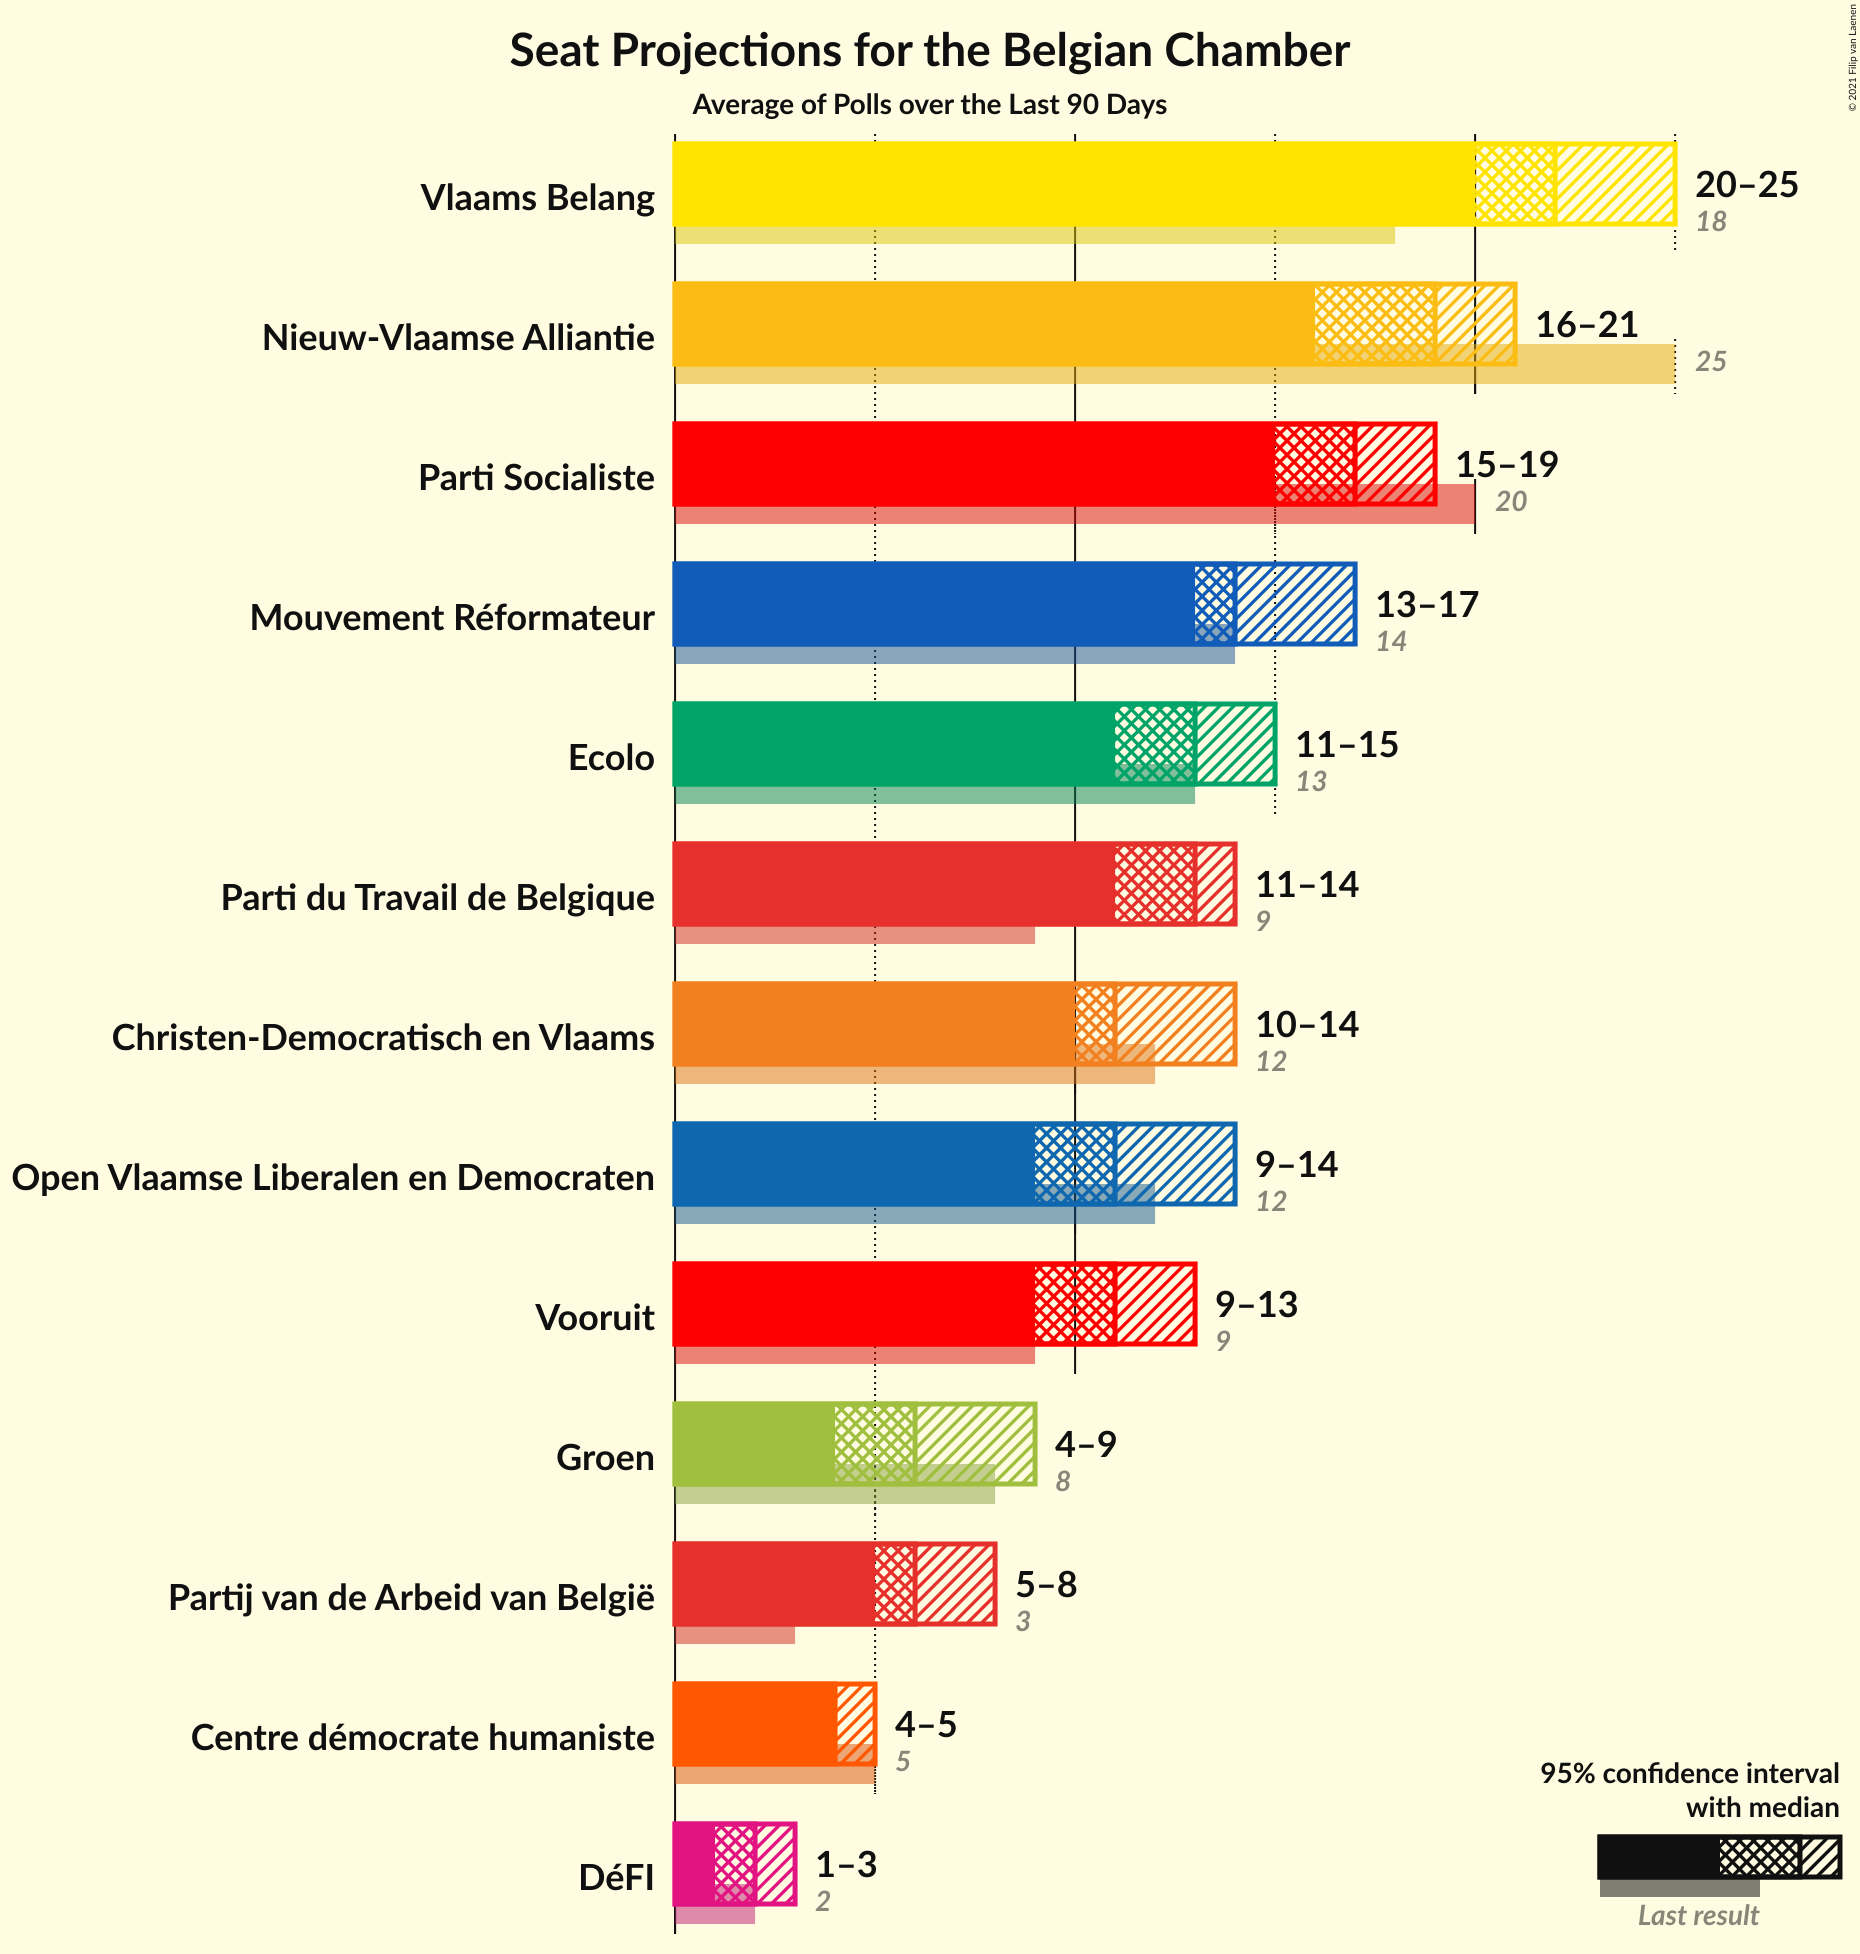 Seat Projections for the Belgian Chamber
Average of Polls over the Last 90 Days
© 2021 Filip van Laenen
Vlaams Belang
20–25
18
Nieuw-Vlaamse Alliantie
16–21
25
Parti Socialiste
15–19
20
Mouvement Réformateur
13–17
14
Ecolo
11–15
13
Parti du Travail de Belgique
11–14
9
Christen-Democratisch en Vlaams
10–14
12
Open Vlaamse Liberalen en Democraten
9–14
12
Vooruit
9–13
9
Groen
4–9
8
Partij van de Arbeid van België
5–8
3
Centre démocrate humaniste
4–5
5
DéFI
1–3
2
95% confidence interval
with median
Last result